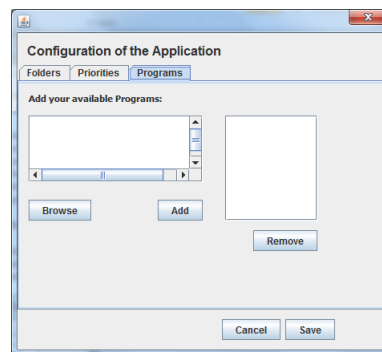 Configuration of the Application
Folders Priorities Programs
Add your available Programs:
Browse Add
Remove
Cancel Save